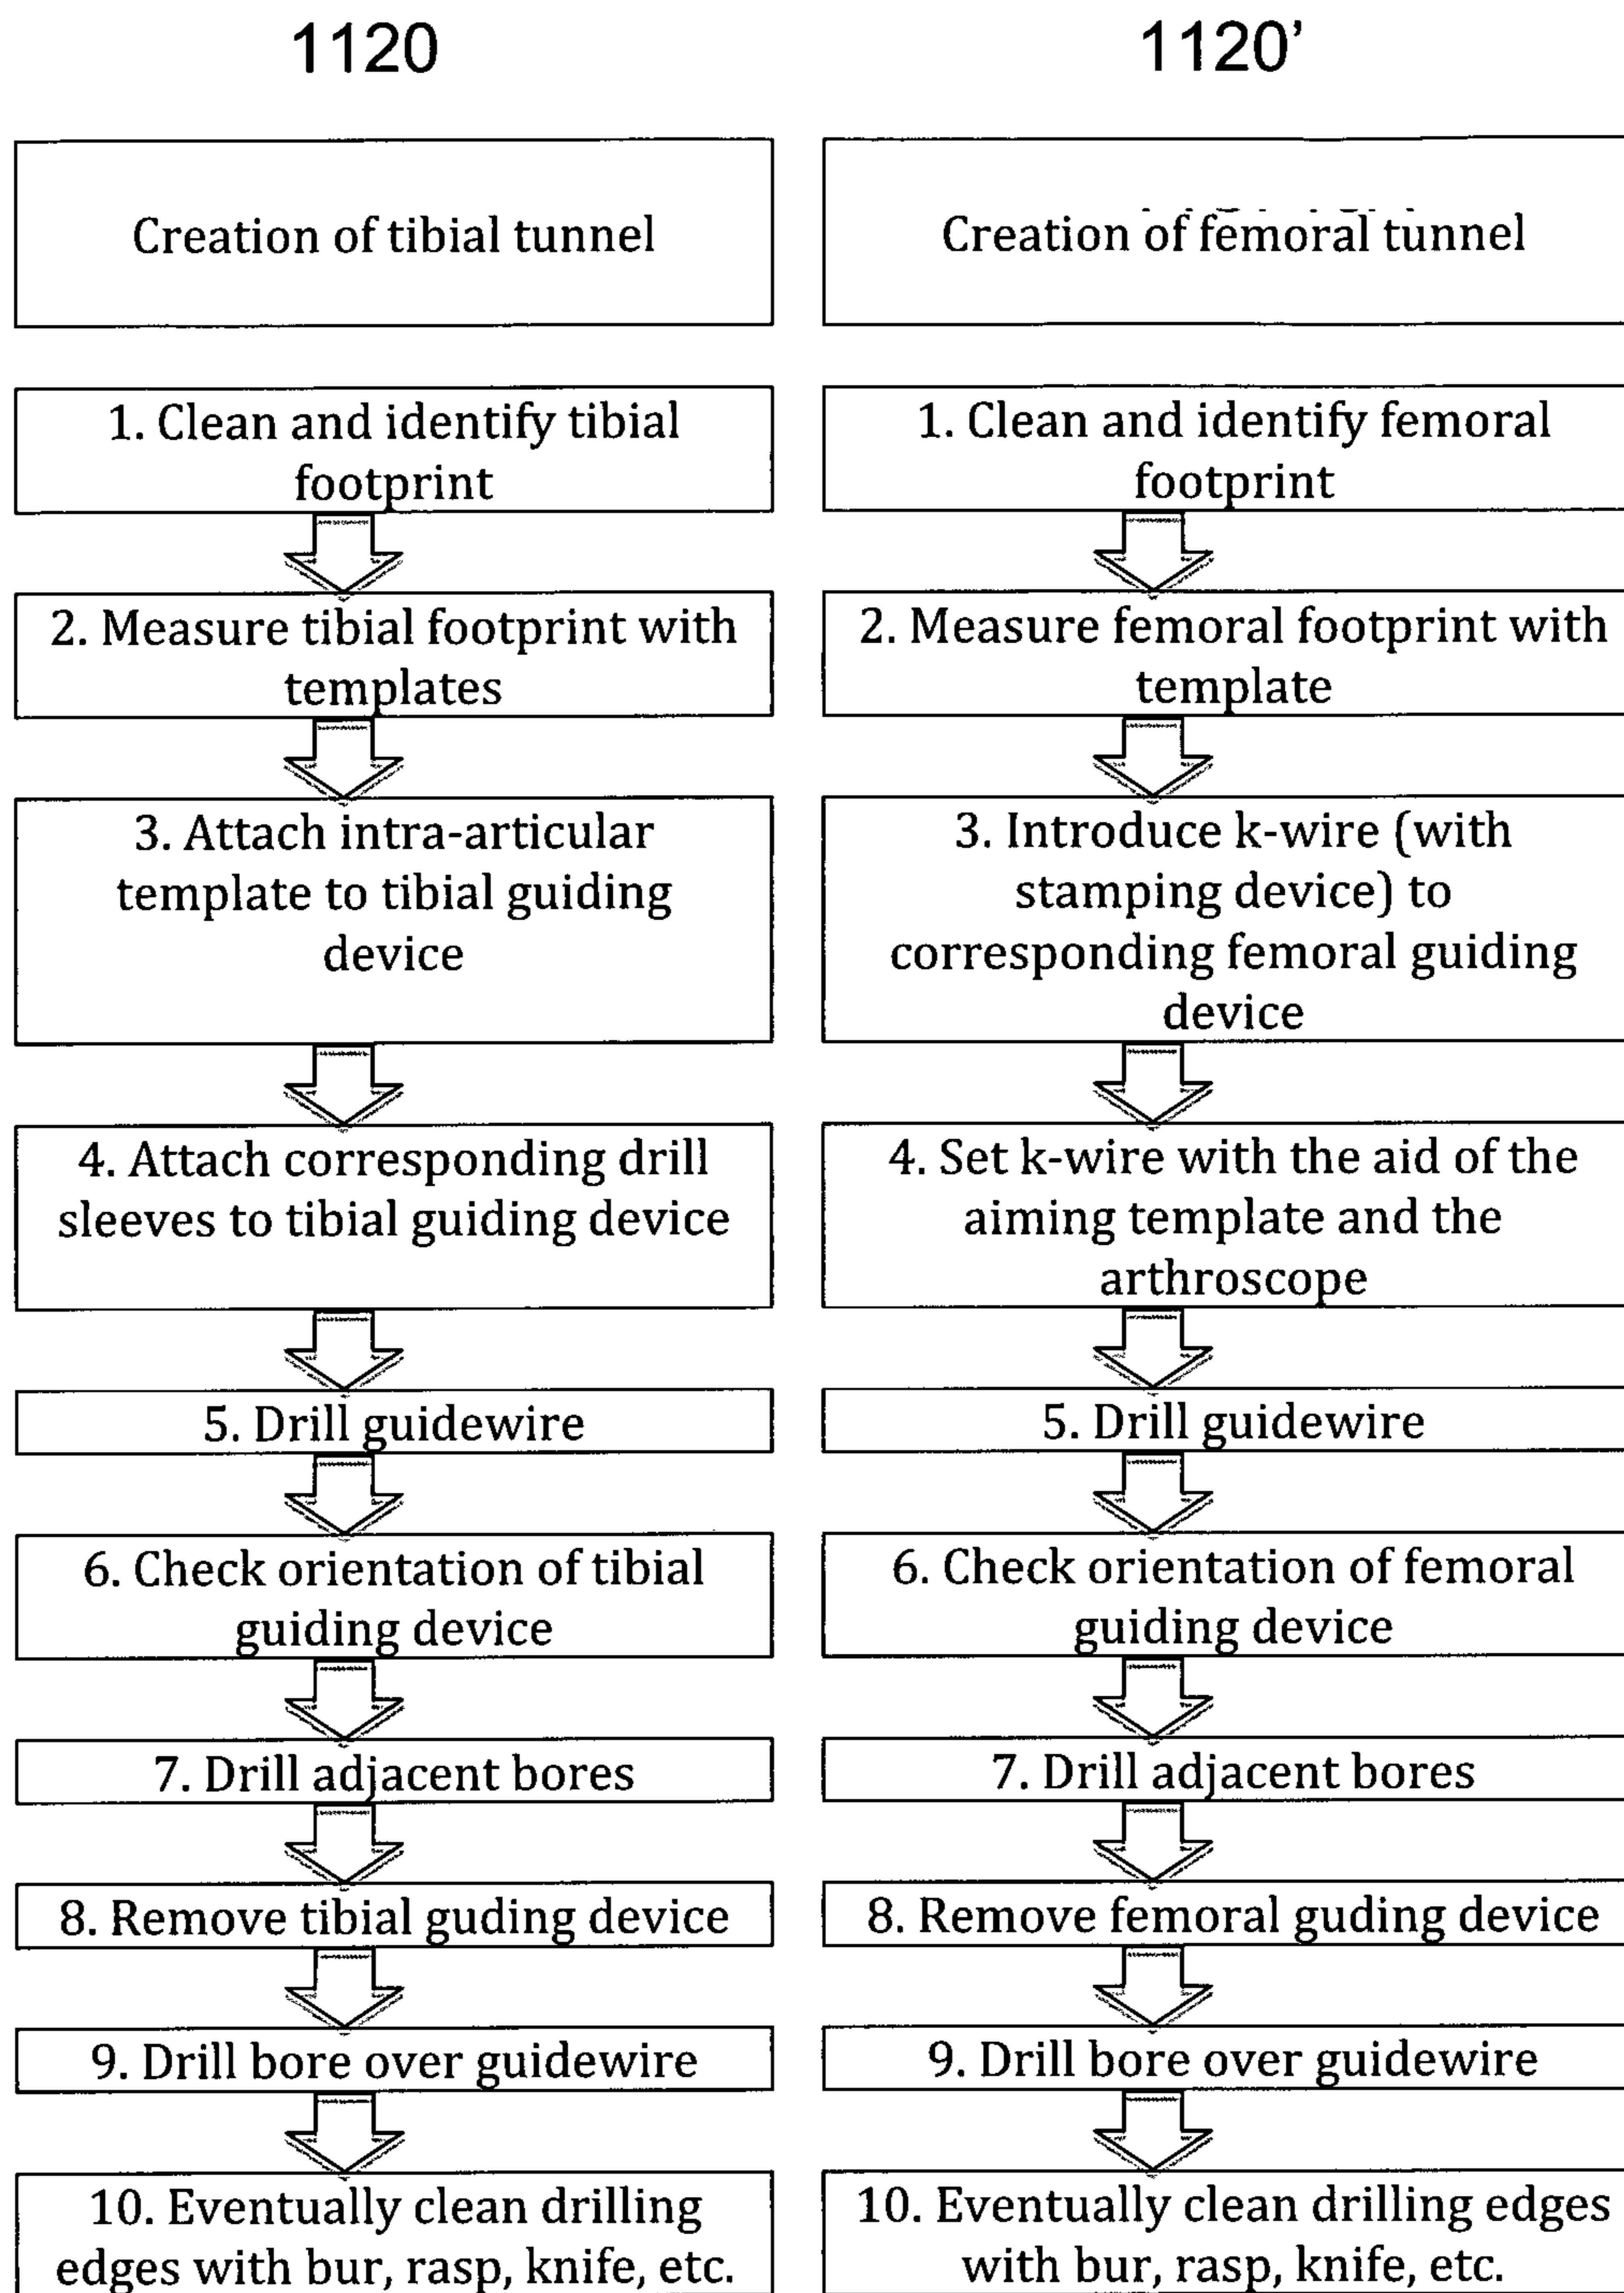 1120
Creation of tibial tunnel
1. Clean and identify tibial
footprint
2. Measure tibial footprint with
templates
3. Attach intra-articular
template to tibial guiding
device
4. Attach corresponding drill
sleeves to tibial guiding device
5. Drill guidewire
6. Check orientation of tibial
guiding device
7. Drill adjacent bores
8. Remove tibial guding device
9. Drill bore over guidewire
10. Eventually clean drilling
edges with bur, rasp, knife, etc.
1120’
Creation of femoral tunnel
1. Clean and identify femoral
footprint
2. Measure femoral footprint with
template
3. Introduce k-wire (with
stamping device) to
corresponding femoral guiding
device
4. Set k-wire with the aid of the
aiming template and the
arthroscope
5. Drill guidewire
6. Check orientation of femoral
guiding device
7. Drill adjacent bores
8. Remove femoral guding device
9. Drill bore over guidewire
10. Eventually clean drilling edges
with bur, rasp, knife, etc.